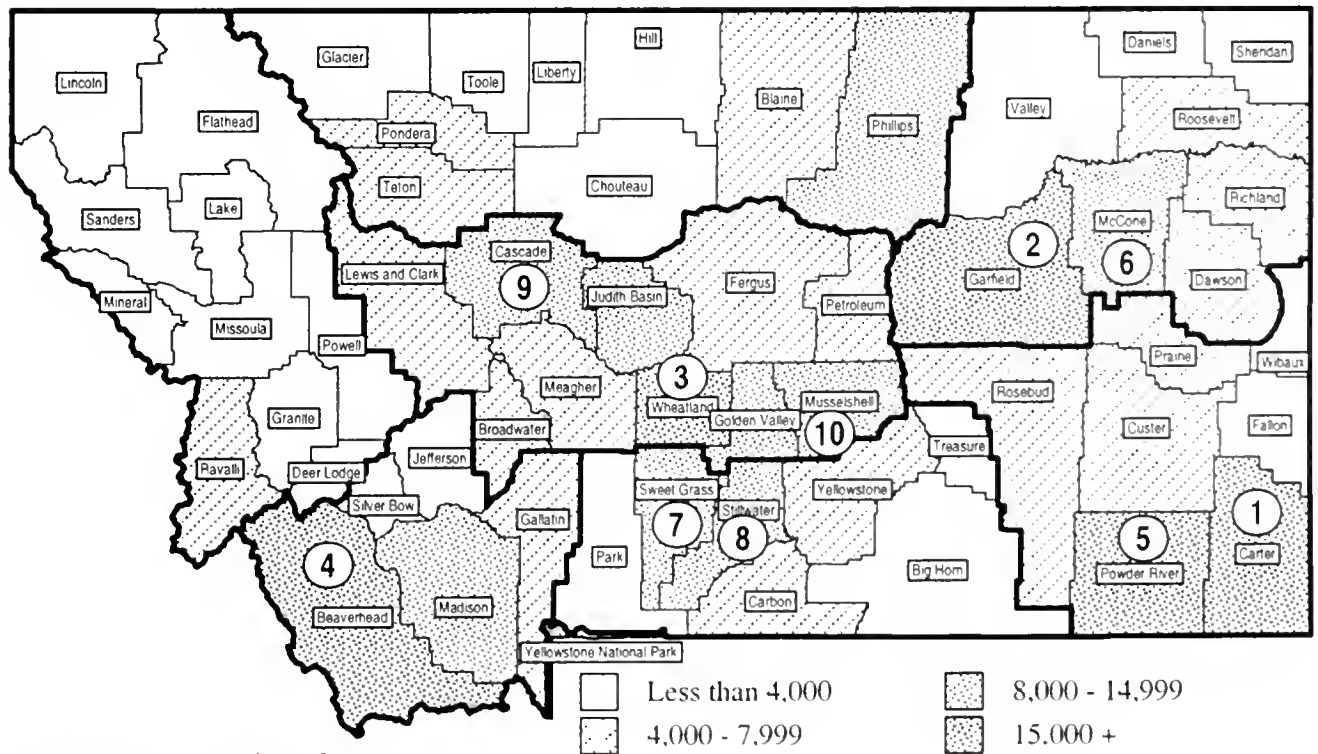 Lincoln
Flathead
Glacier
Toole
Liberty
Hill
Blaine
Phillips
Valley
Daniels
Shendan
Roosevelt
Pondera
Teton
Chouteau
Sanders
Lake
Richland
McCone
6
2
Garfield
Dawson
Mineral
Missoula
Powell
Lewis and Clark
Cascade
9
Judith Basin
Fergus
Petroleum
Prairie
Wibaux
Granite
Meagher
3
Wheatland
Golden Valley
Musselshell
10
Rosebud
Custer
Fallon
Ravalli
Deer Lodge
Silver Bow
Jefferson
Broadwater
Gallatin
Sweet Grass
7
Stillwater
8
Yellowstone
Treasure
4
Beaverhead
Madison
Park
Carbon
Big Horn
5
Powder River
1
Carter
Yellowstone National Park
Less than 4,000
8,000 - 14,999
4,000 - 7,999
15,000 +